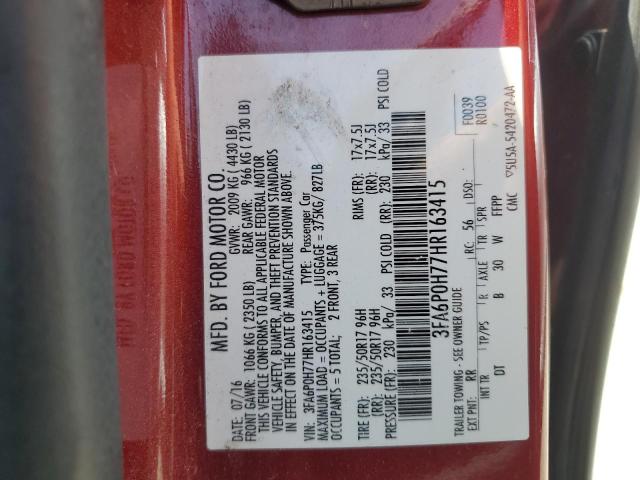 MFD. BY FORD MOTOR CO.
DATE: 07/16 GVWR: 2009 KG (4430 LB)
FRONT GAWR: 1066 KG (2350 LB) REAR GAWR: 966 KG (2130 LB)
THIS VEHICLE CONFORMS TO ALL APPLICABLE FEDERAL MOTOR
VEHICLE SAFETY, BUMPER, AND THEFT PREVENTION STANDARDS
IN EFFECT ON THE DATE OF MANUFACTURE SHOWN ABOVE.
VIN: 3FA6P0H77HR163415 TYPE: Passenger Car
MAXIMUM LOAD = OCCUPANTS + LUGGAGE = 375KG/ 827LB
OCCUPANTS = 5 TOTAL; 2 FRONT, 3 REAR
TIRE (FR): 235/50R17 96H RIMS (FR): 17x7.5J
(RR): 235/50R17 96H (RR): 17x7.5J
PRESSURE (FR): 230 kPa/ 33 PSI COLD (RR): 230 kPa/ 33 PSI COLD
3FA6P0H77HR163415
F0039
R0100
TRAILER TOWING - SEE OWNER GUIDE
EXT PNT: RR RC: 56 DSO:
INT TR TP/PS R AXLE TR SPR
DT B 30 W FFPP
CMC ▽5U5A-5420472-AA